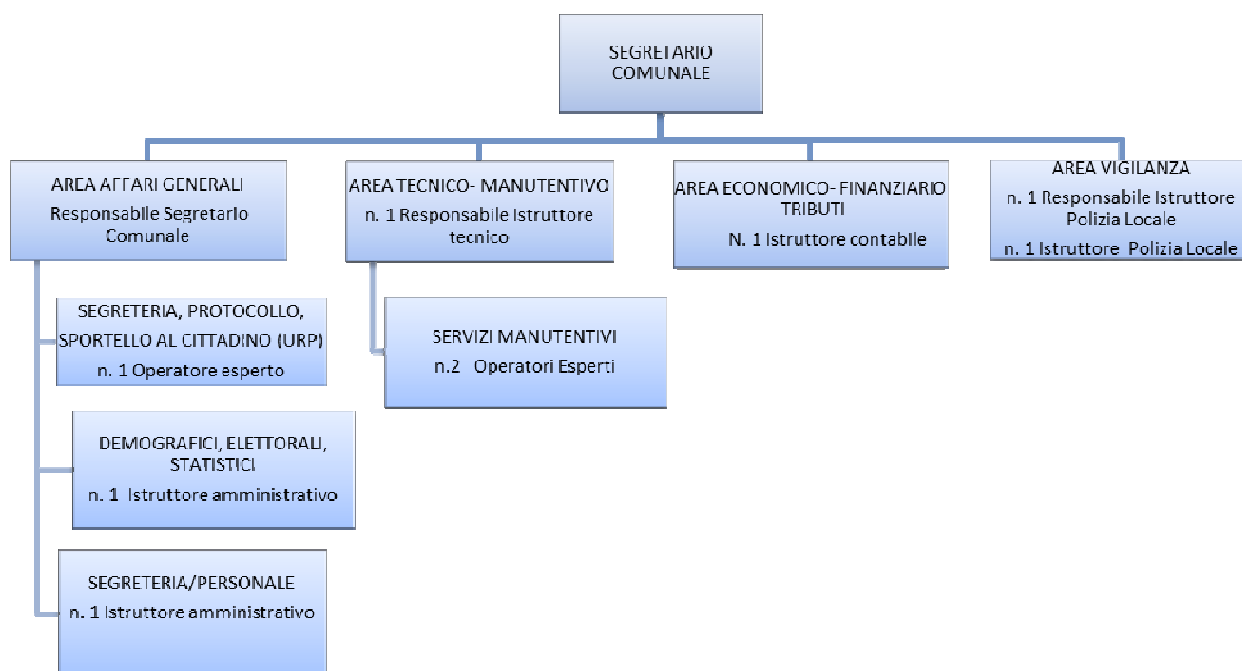 SEGRETARIO
COMUNALE
AREA AFFARI GENERALI
Responsabile Segretario
Comunale
SEGRETERIA, PROTOCOLLO,
SPORTELLO AL CITTADINO (URP)
n. 1 Operatore esperto
DEMOGRAFICI, ELETTORALI,
STATISTICI
n. 1 Istruttore amministrativo
SEGRETERIA/PERSONALE
n. 1 Istruttore amministrativo
AREA TECNICO- MANUTENTIVO
n. 1 Responsabile Istruttore
tecnico
SERVIZI MANUTENTIVI
n.2 Operatori Esperti
AREA ECONOMICO- FINANZIARIO
TRIBUTI
N. 1 Istruttore contabile
AREA VIGILANZA
n. 1 Responsabile Istruttore
Polizia Locale
n. 1 Istruttore Polizia Locale